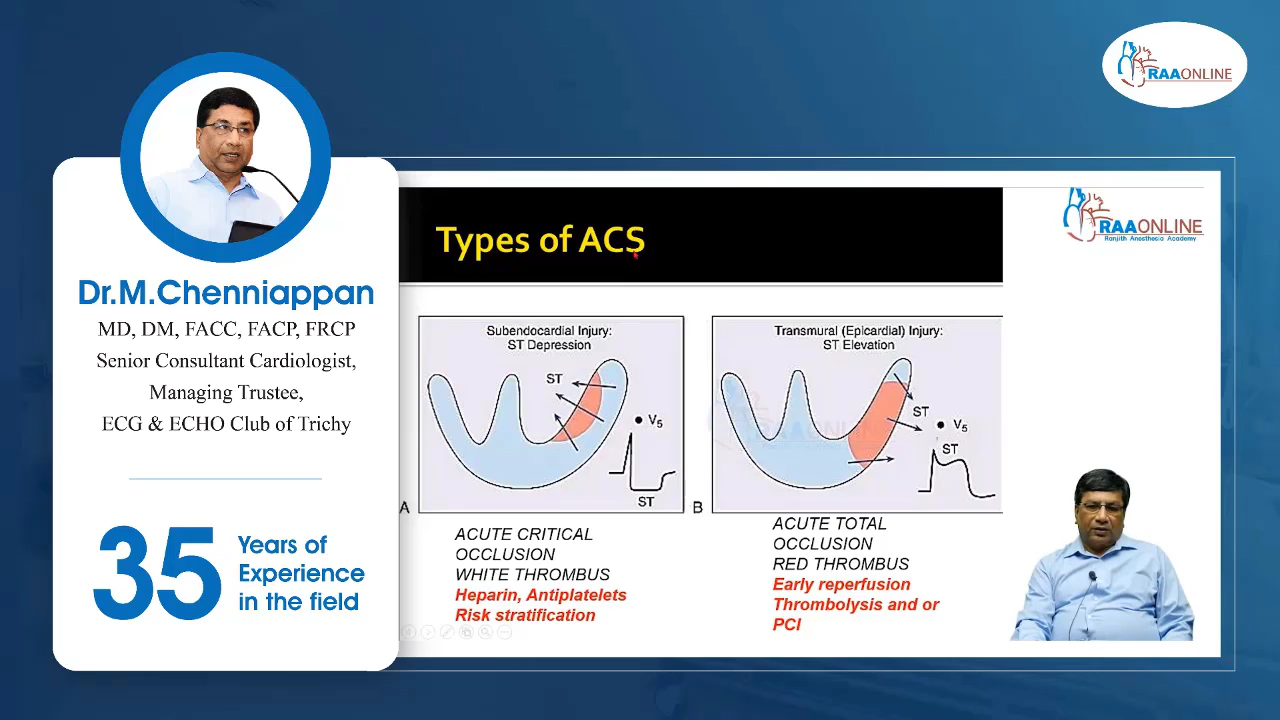 RAAONLINE
Dr.M.Chenniappan
MD, DM, FACC, FACP, FRCP
Senior Consultant Cardiologist,
Managing Trustee,
ECG & ECHO Club of Trichy
35
Years of
Experience
in the field
Types of ACS
RAAONLINE
Ranjith Anesthesia Academy
Subendocardial Injury:
ST Depression
ST
V5
ST
A
ACUTE CRITICAL
OCCLUSION
WHITE THROMBUS
Heparin, Antiplatelets
Risk stratification
Transmural (Epicardial) Injury:
ST Elevation
ST
V5
ST
RAAONLINE
B
ACUTE TOTAL
OCCLUSION
RED THROMBUS
Early reperfusion
Thrombolysis and or
PCI